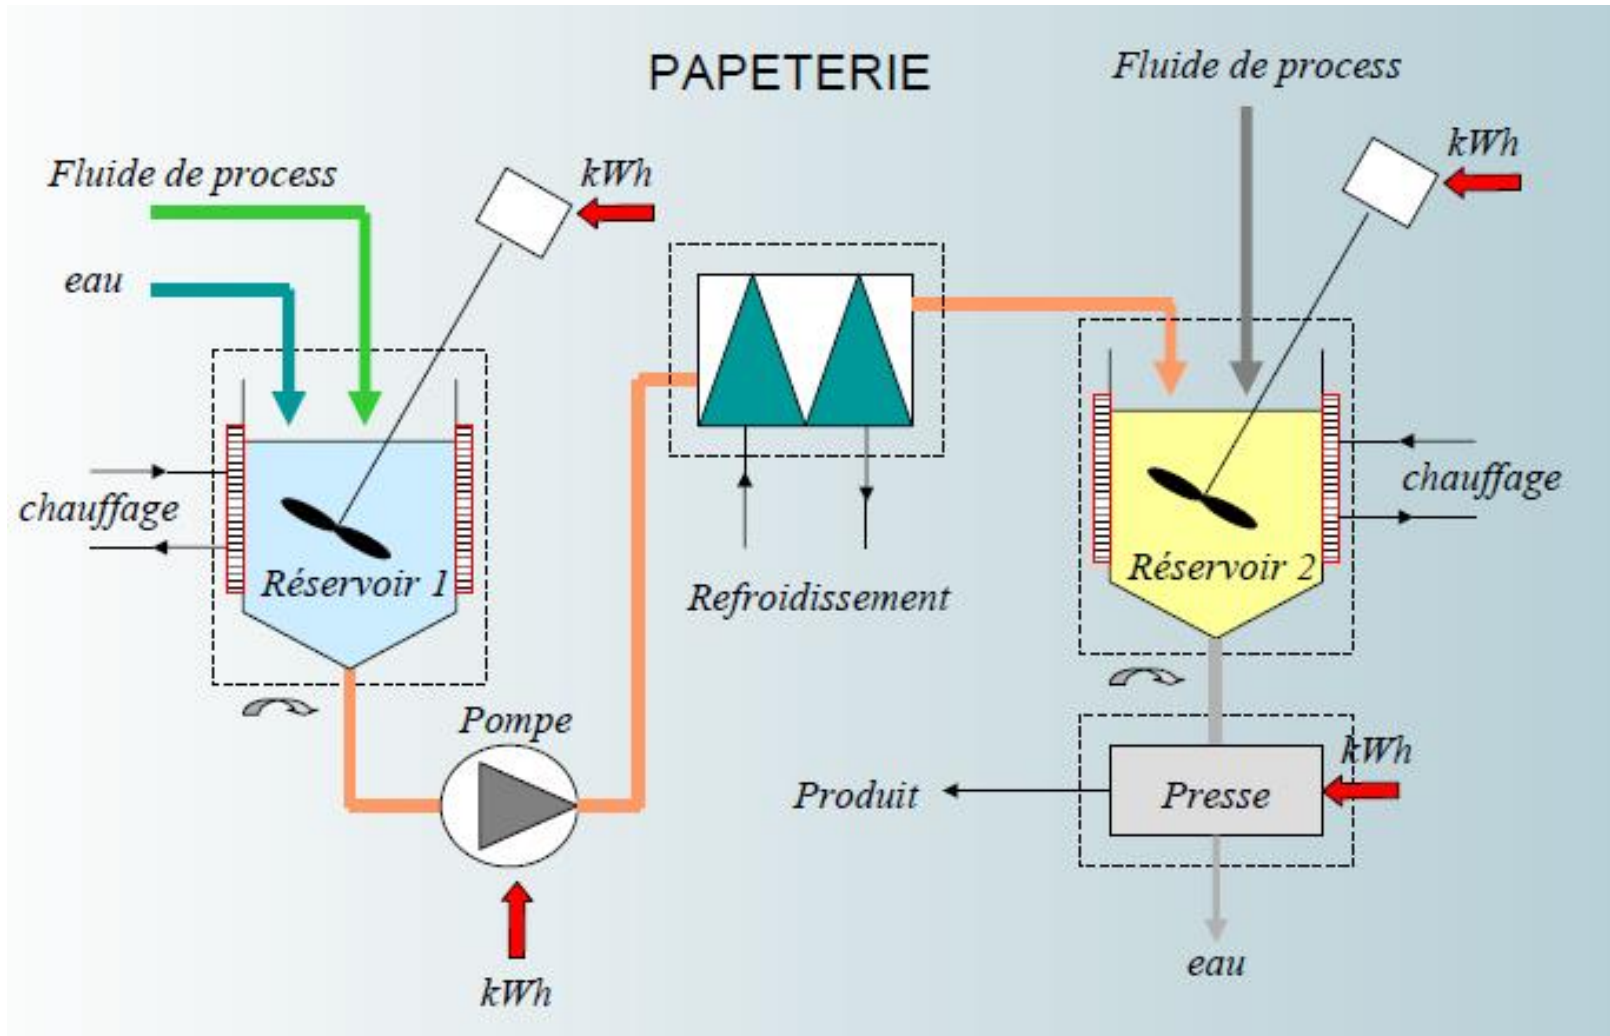 PAPETERIE
Fluide de process
kWh
Fluide de process
kWh
eau
chauffage
Réservoir 1
Refroidissement
chauffage
Réservoir 2
Pompe
kWh
Produit
Presse
eau
kWh